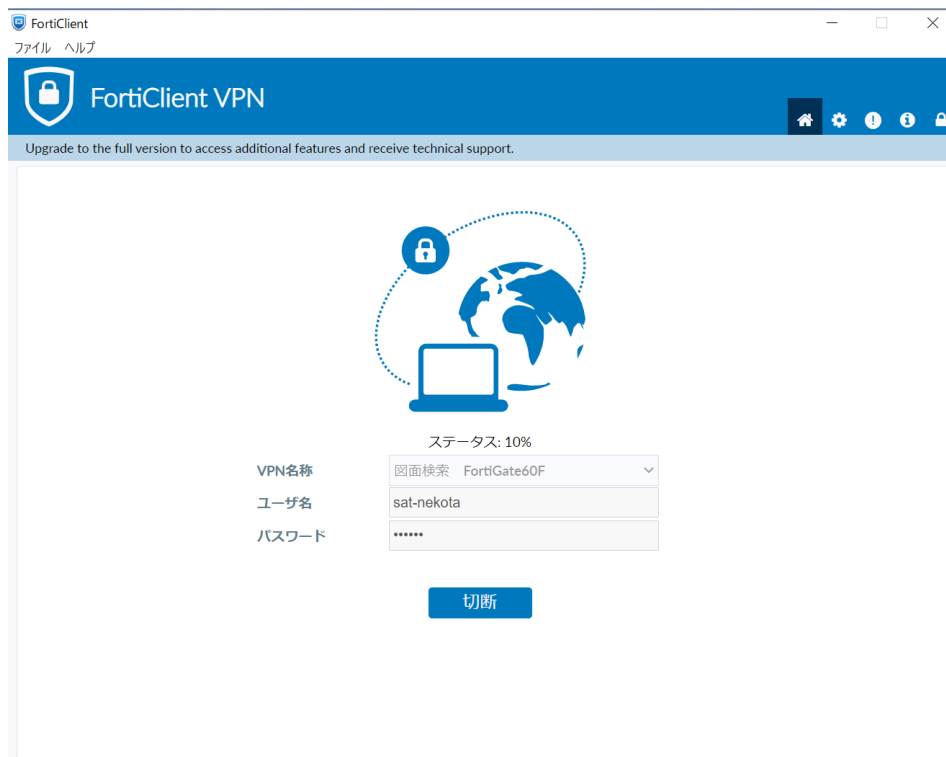 FortiClient
ファイル ヘルプ
FortiClient VPN
Upgrade to the full version to access additional features and receive technical support.
ステータス: 10%
VPN名称 図面検索 FortiGate60F
ユーザ名 sat-nekota
パスワード ••••••
切断